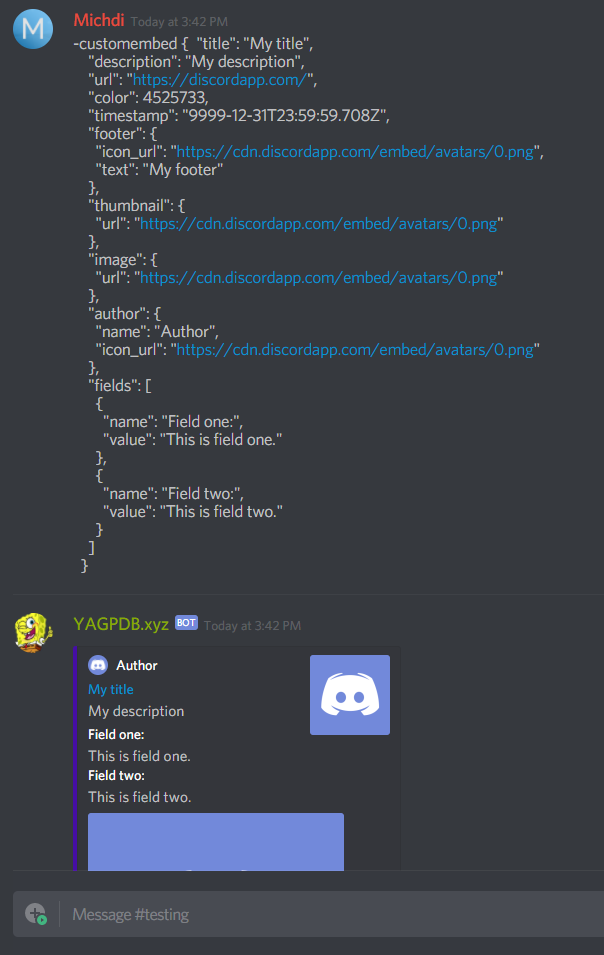 M
Michdi Today at 3:42 PM
-customembed { "title": "My title",
"description": "My description",
"url": "https://discordapp.com/",
"color": 4525733,
"timestamp": "9999-12-31T23:59:59.708Z",
"footer": {
"icon_url": "https://cdn.discordapp.com/embed/avatars/0.png",
"text": "My footer"
},
"thumbnail": {
"url": "https://cdn.discordapp.com/embed/avatars/0.png"
},
"image": {
"url": "https://cdn.discordapp.com/embed/avatars/0.png"
},
"author": {
"name": "Author",
"icon_url": "https://cdn.discordapp.com/embed/avatars/0.png"
},
"fields": [
{
"name": "Field one:",
"value": "This is field one."
},
{
"name": "Field two:",
"value": "This is field two."
}
]
}
YAGPDB.xyz BOT Today at 3:42 PM
Author
My title
My description
Field one:
This is field one.
Field two:
This is field two.
Message #testing